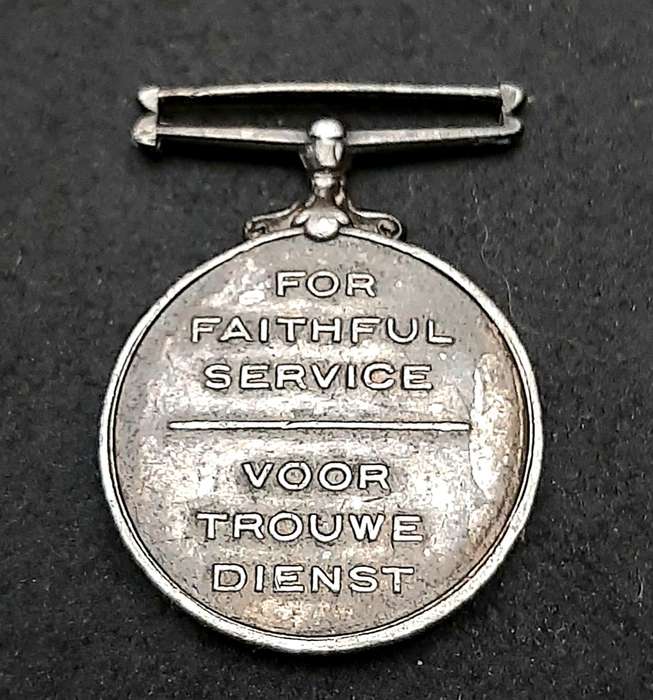 FOR
FAITHFUL
SERVICE
VOOR
TROUWE
DIENST